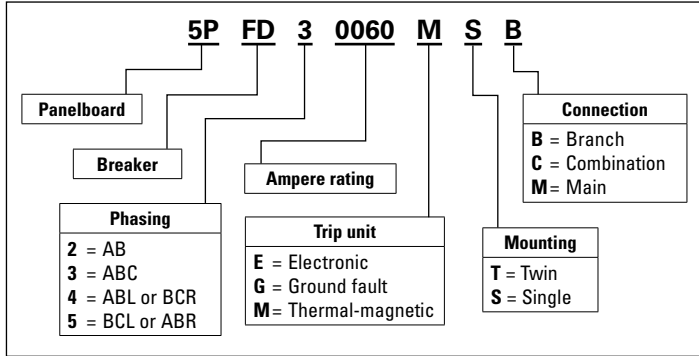 5P FD 3 0060 M S B
Panelboard
Breaker
Phasing
2 = AB
3 = ABC
4 = ABL or BCR
5 = BCL or ABR
Ampere rating
Trip unit
E = Electronic
G = Ground fault
M= Thermal-magnetic
Mounting
T = Twin
S = Single
Connection
B = Branch
C = Combination
M= Main